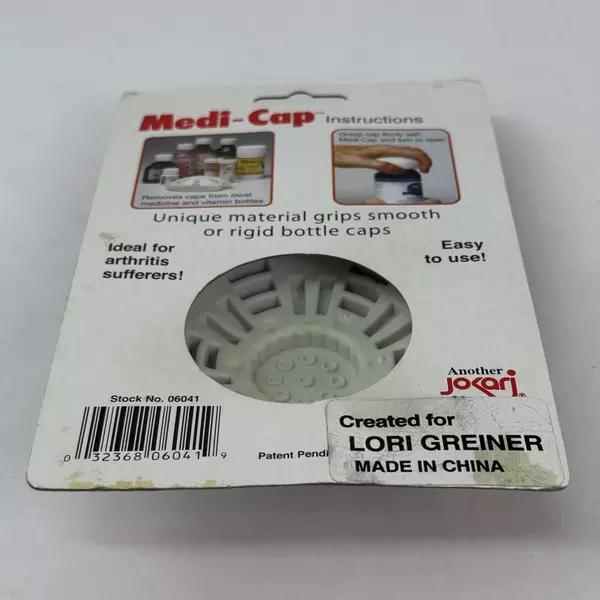 Medi-Cap™ Instructions
Removes caps from most
medicine and vitamin bottles
Grasp cap firmly with
Medi-Cap and turn to open
Unique material grips smooth
or rigid bottle caps
Ideal for
arthritis
sufferers!
Easy
to use!
Another
jokari®
Stock No. 06041
0 32368 06041 9
Patent Pendi
Created for
LORI GREINER
MADE IN CHINA